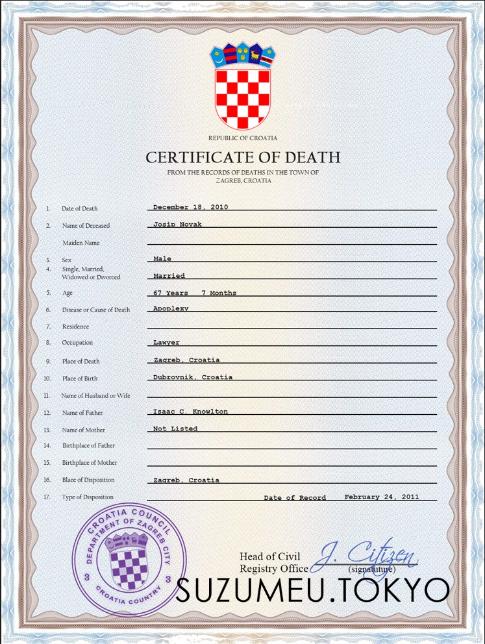 REPUBLIC OF CROATIA
CERTIFICATE OF DEATH
FROM THE RECORDS OF DEATHS IN THE TOWN OF
ZAGREB, CROATIA
1. Date of Death December 18, 2010
2. Name of Deceased Josip Novak
Maiden Name
3. Sex Male
4. Single, Married,
Widowed or Divorced Married
5. Age 67 Years 7 Months
6. Disease or Cause of Death Apoplexy
7. Residence
8. Occupation Lawyer
9. Place of Death Zagreb, Croatia
10. Place of Birth Dubrovnik, Croatia
11. Name of Husband or Wife
12. Name of Father Isaac C. Knowlton
13. Name of Mother Not Listed
14. Birthplace of Father
15. Birthplace of Mother
16. Place of Disposition Zagreb, Croatia
17. Type of Disposition Date of Record February 24, 2011
CROATIA COUNCIL
DEPARTMENT OF ZAGREB CITY
3 3
CROATIA COUNTRY
Head of Civil
Registry Office J. Citizen
(signature)
SUZUMEU.TOKYO